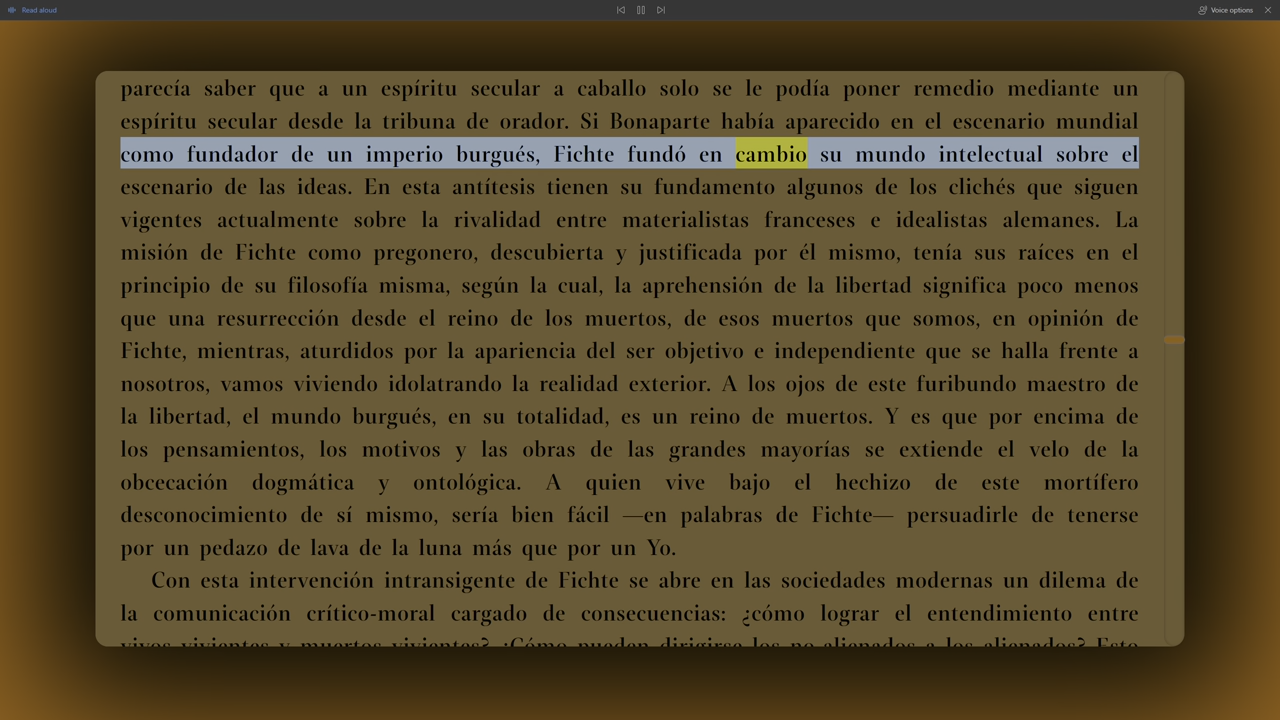 Read aloud
Voice options
parecía saber que a un espíritu secular a caballo solo se le podía poner remedio mediante un
espíritu secular desde la tribuna de orador. Si Bonaparte había aparecido en el escenario mundial
como fundador de un imperio burgués, Fichte fundó en cambio su mundo intelectual sobre el
escenario de las ideas. En esta antítesis tienen su fundamento algunos de los clichés que siguen
vigentes actualmente sobre la rivalidad entre materialistas franceses e idealistas alemanes. La
misión de Fichte como pregonero, descubierta y justificada por él mismo, tenía sus raíces en el
principio de su filosofía misma, según la cual, la aprehensión de la libertad significa poco menos
que una resurrección desde el reino de los muertos, de esos muertos que somos, en opinión de
Fichte, mientras, aturdidos por la apariencia del ser objetivo e independiente que se halla frente a
nosotros, vamos viviendo idolatrando la realidad exterior. A los ojos de este furibundo maestro de
la libertad, el mundo burgués, en su totalidad, es un reino de muertos. Y es que por encima de
los pensamientos, los motivos y las obras de las grandes mayorías se extiende el velo de la
obcecación dogmática y ontológica. A quien vive bajo el hechizo de este mortífero
desconocimiento de sí mismo, sería bien fácil —en palabras de Fichte— persuadirle de tenerse
por un pedazo de lava de la luna más que por un Yo.
Con esta intervención intransigente de Fichte se abre en las sociedades modernas un dilema de
la comunicación crítico-moral cargado de consecuencias: ¿cómo lograr el entendimiento entre
vivos vivientes y muertos vivientes? ¿Cómo pueden dirigirse los no alienados a los alienados? Esto